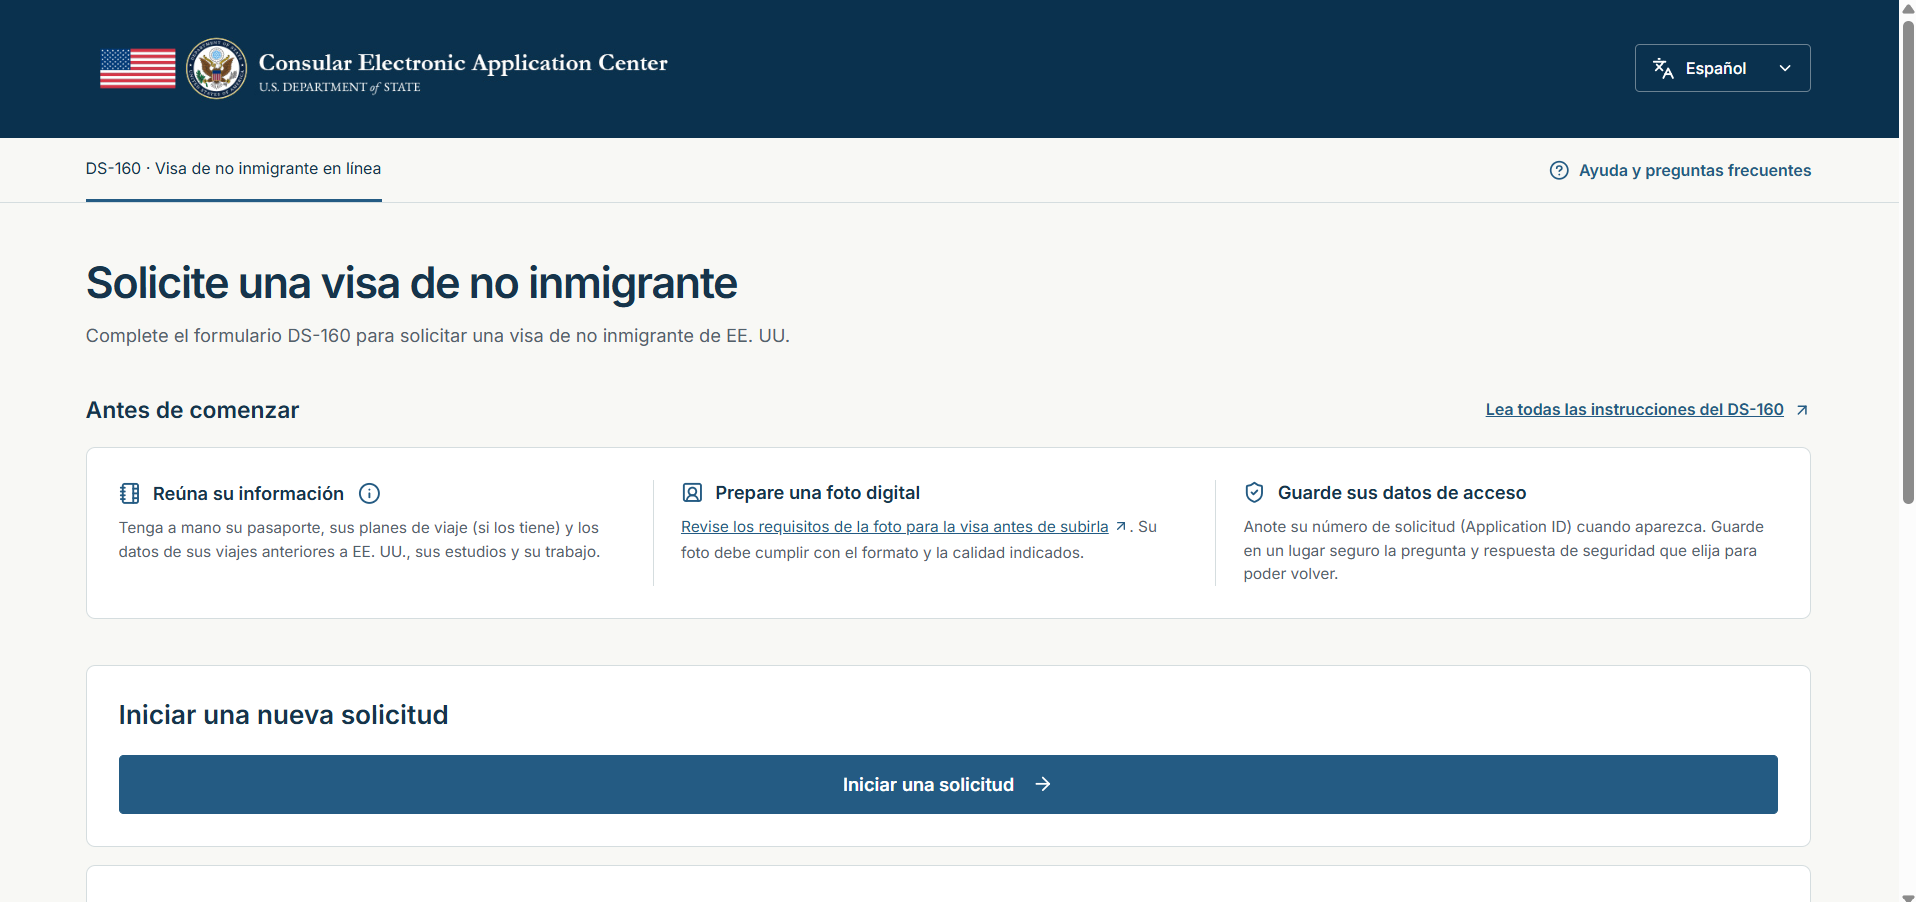 Consular Electronic Application Center
U.S. DEPARTMENT of STATE
Español
DS-160 · Visa de no inmigrante en línea
Ayuda y preguntas frecuentes
Solicite una visa de no inmigrante
Complete el formulario DS-160 para solicitar una visa de no inmigrante de EE. UU.
Antes de comenzar
Lea todas las instrucciones del DS-160
Reúna su información
Tenga a mano su pasaporte, sus planes de viaje (si los tiene) y los
datos de sus viajes anteriores a EE. UU., sus estudios y su trabajo.
Prepare una foto digital
Revise los requisitos de la foto para la visa antes de subirla. Su
foto debe cumplir con el formato y la calidad indicados.
Guarde sus datos de acceso
Anote su número de solicitud (Application ID) cuando aparezca. Guarde
en un lugar seguro la pregunta y respuesta de seguridad que elija para
poder volver.
Iniciar una nueva solicitud
Iniciar una solicitud